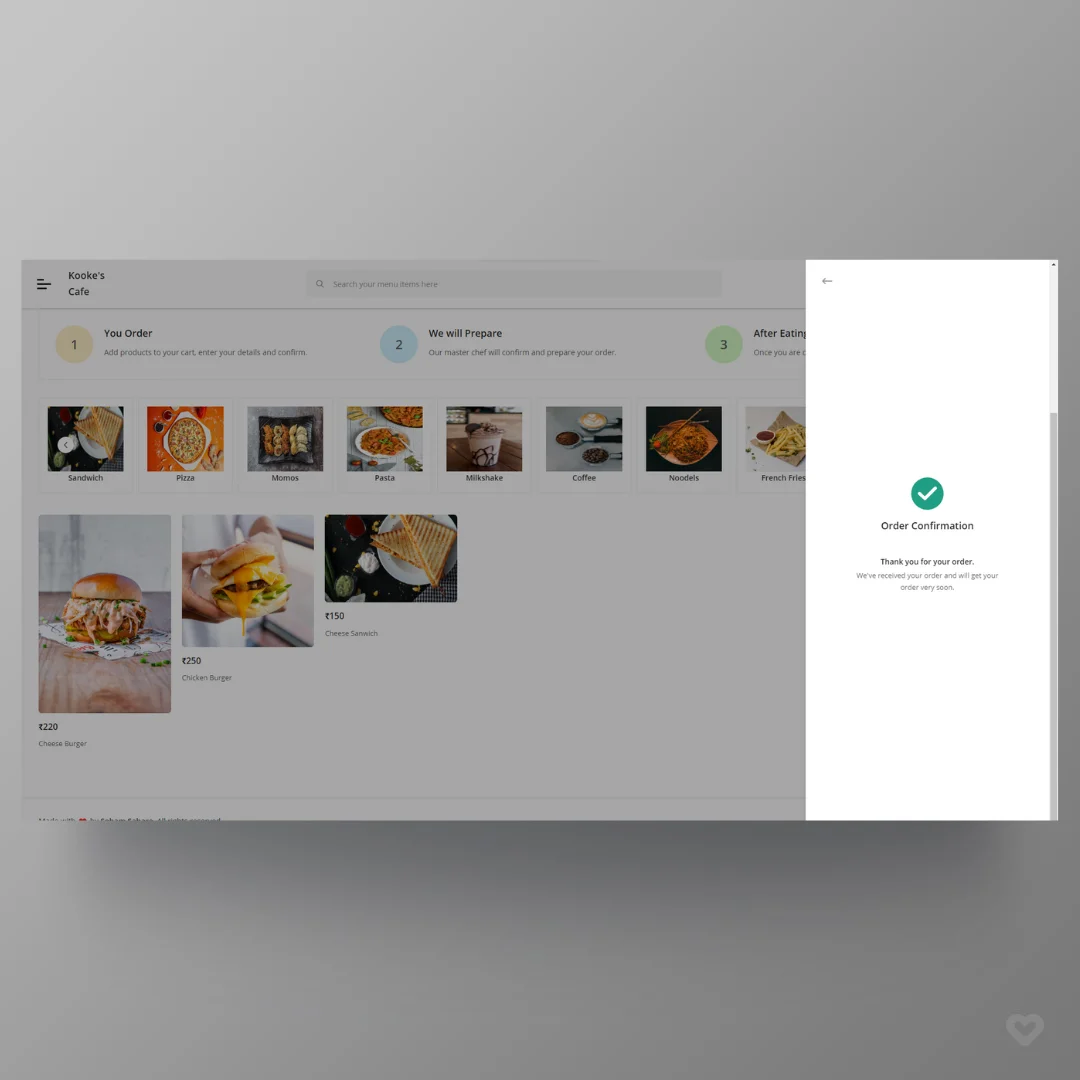 Kooke's
Cafe
Search your menu items here
1
You Order
Add products to your cart, enter your details and confirm.
2
We will Prepare
Our master chef will confirm and prepare your order.
3
After Eating
Once you are
Sandwich
Pizza
Momos
Pasta
Milkshake
Coffee
Noodels
French Fries
₹220
Cheese Burger
₹250
Chicken Burger
₹150
Cheese Sanwich
Order Confirmation
Thank you for your order.
We've received your order and will get your
order very soon.
Made with ❤ by Soham Sahare. All rights reserved